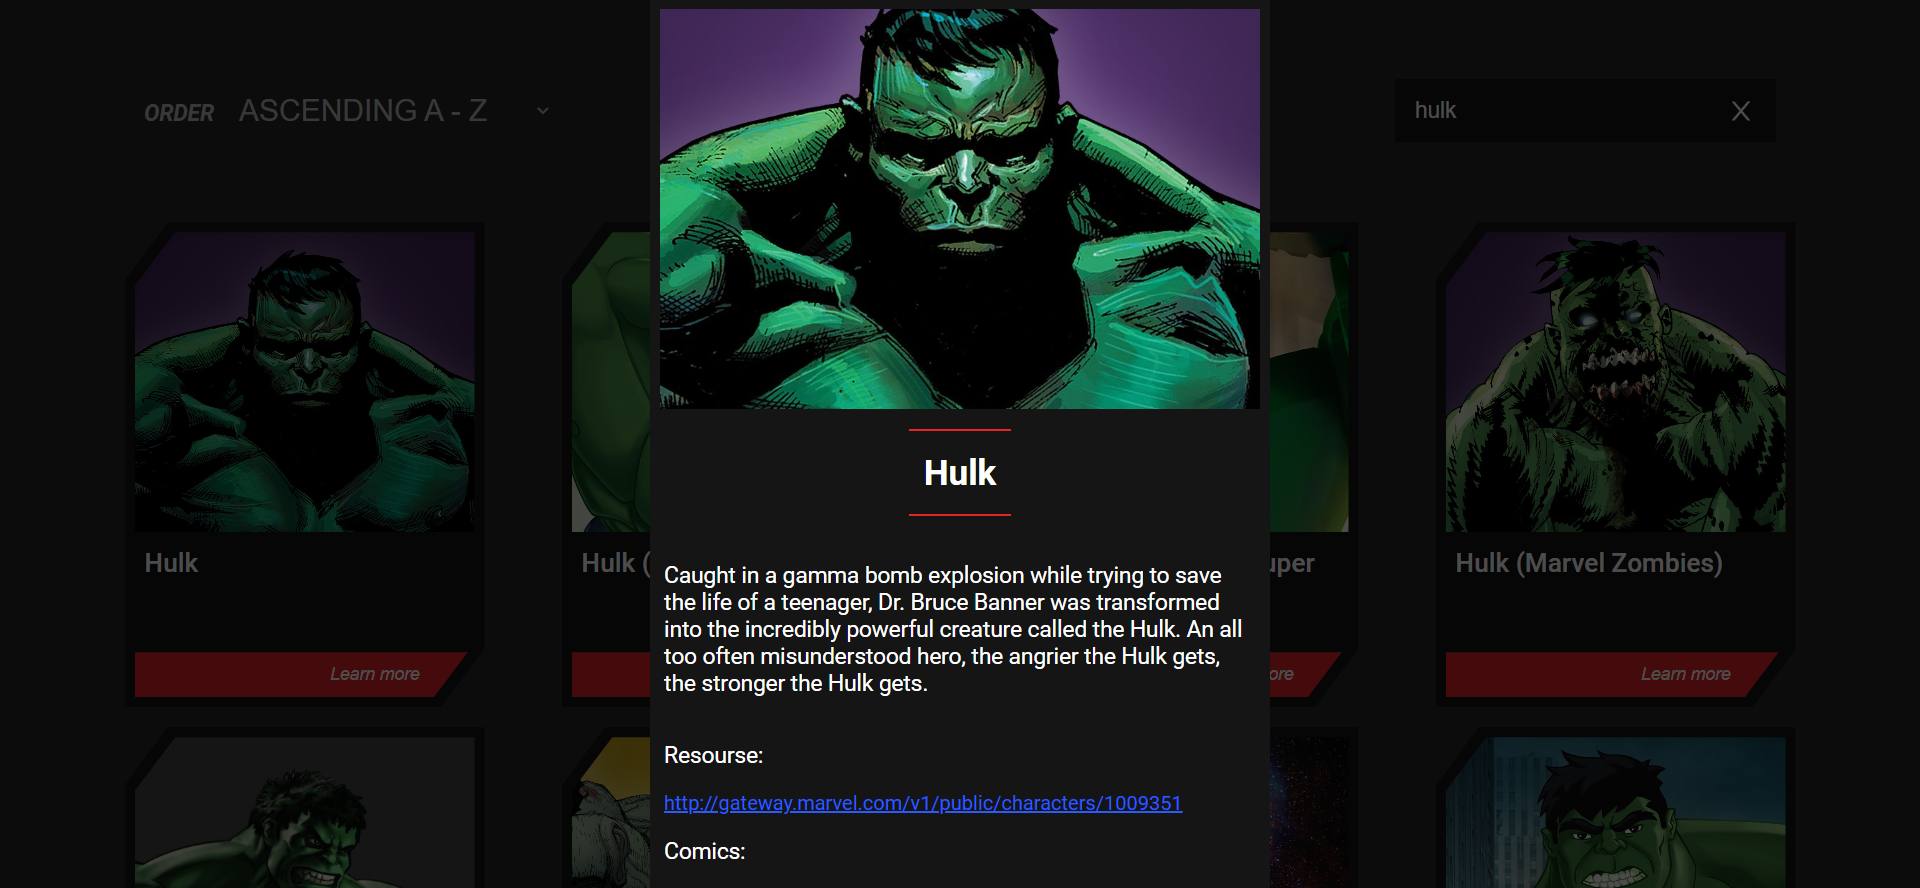 ORDER ASCENDING A - Z
hulk
Hulk
Caught in a gamma bomb explosion while trying to save
the life of a teenager, Dr. Bruce Banner was transformed
into the incredibly powerful creature called the Hulk. An all
too often misunderstood hero, the angrier the Hulk gets,
the stronger the Hulk gets.
Resourse:
http://gateway.marvel.com/v1/public/characters/1009351
Comics:
Hulk
Learn more
Hulk (
uper
ore
Hulk (Marvel Zombies)
Learn more